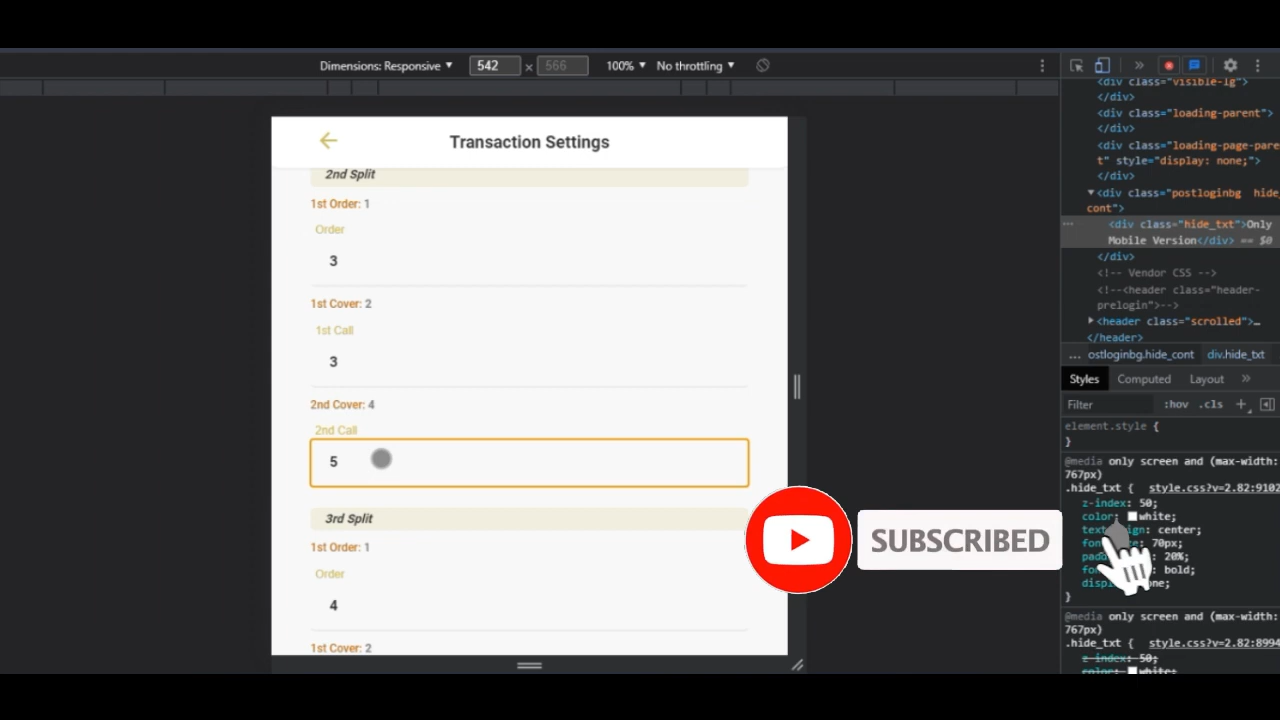 Dimensions: Responsive 542 × 566 100% No throttling
Transaction Settings
2nd Split
1st Order: 1
Order
3
1st Cover: 2
1st Call
3
2nd Cover: 4
2nd Call
5
3rd Split
1st Order: 1
Order
4
1st Cover: 2
SUBSCRIBED
<div class="visible-lg">
</div>
<div class="loading-parent">
</div>
<div class="loading-page-pare
t" style="display: none;">
</div>
<div class="postloginbg hide_
cont">
<div class="hide_txt">Only
Mobile Version</div> == $0
</div>
<!-- Vendor CSS -->
<!--<header class="header-
prelogin">-->
<header class="scrolled">…
</header>
... ostloginbg.hide_cont div.hide_txt
Styles Computed Layout »
Filter :hov .cls +
element.style {
}
@media only screen and (max-width:
767px)
.hide_txt { style.css?v=2.82:9102
z-index: 50;
color: white;
center;
70px;
20%;
bold;
}
@media only screen and (max-width:
767px)
.hide_txt { style.css?v=2.82:8994
z-index: 50;
color: white;